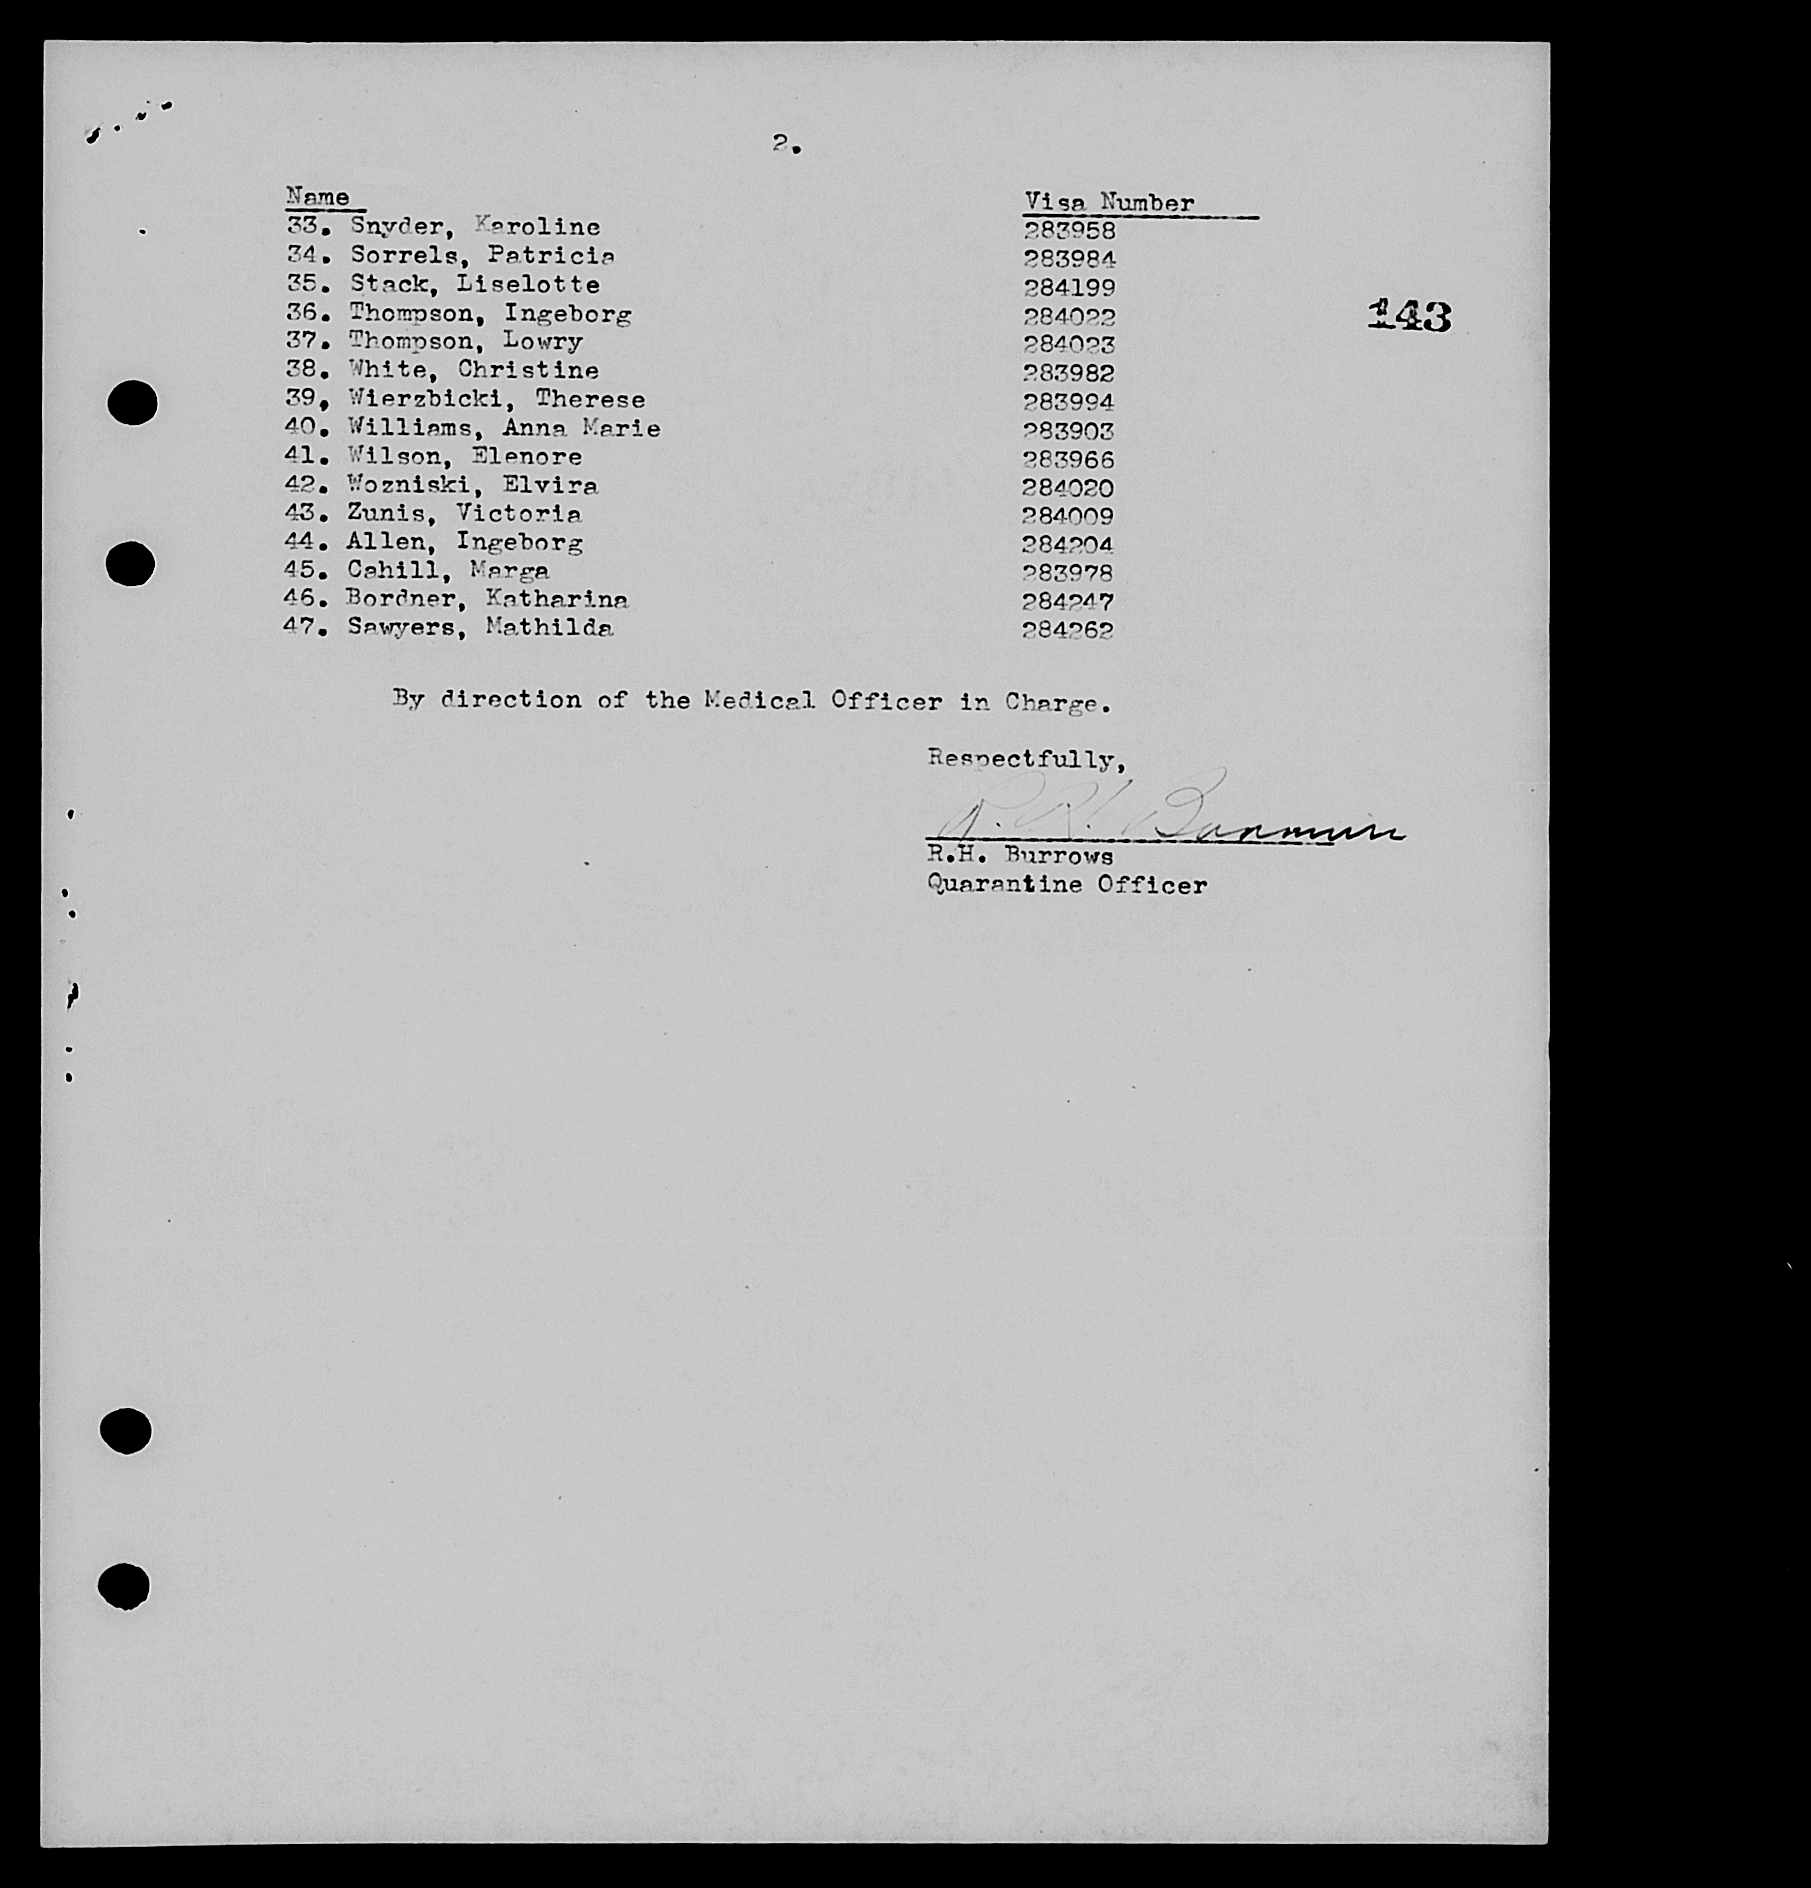 2.
Name Visa Number
33. Snyder, Karoline 283958
34. Sorrels, Patricia 283984
35. Stack, Liselotte 284199
143
36. Thompson, Ingeborg 284022
37. Thompson, Lowry 284023
38. White, Christine 283982
39, Wierzbicki, Therese 283994
40. Williams, Anna Marie 283903
41. Wilson, Elenore 283966
42. Wozniski, Elvira 284020
43. Zunis, Victoria 284009
44. Allen, Ingeborg 284204
45. Cahill, Marga 283978
46. Bordner, Katharina 284247
47. Sawyers, Mathilda 284262
By direction of the Medical Officer in Charge.
Respectfully,
R.H. Burrows
R.H. Burrows
Quarantine Officer